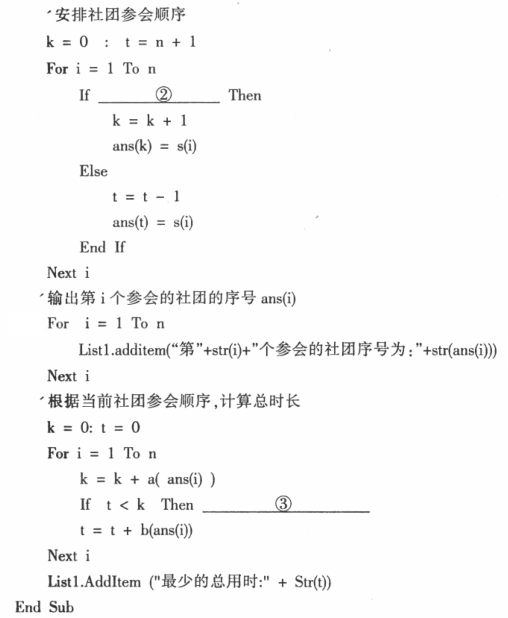 ′安排社团参会顺序
k = 0 : t = n + 1
For i = 1 To n
If ____②____ Then
k = k + 1
ans(k) = s(i)
Else
t = t - 1
ans(t) = s(i)
End If
Next i
′输出第 i 个参会的社团的序号 ans(i)
For i = 1 To n
List1.additem(“第”+str(i)+”个参会的社团序号为:”+str(ans(i)))
Next i
′根据当前社团参会顺序,计算总时长
k = 0: t = 0
For i = 1 To n
k = k + a( ans(i) )
If t < k Then ____③____
t = t + b(ans(i))
Next i
List1.AddItem ("最少的总用时:" + Str(t))
End Sub